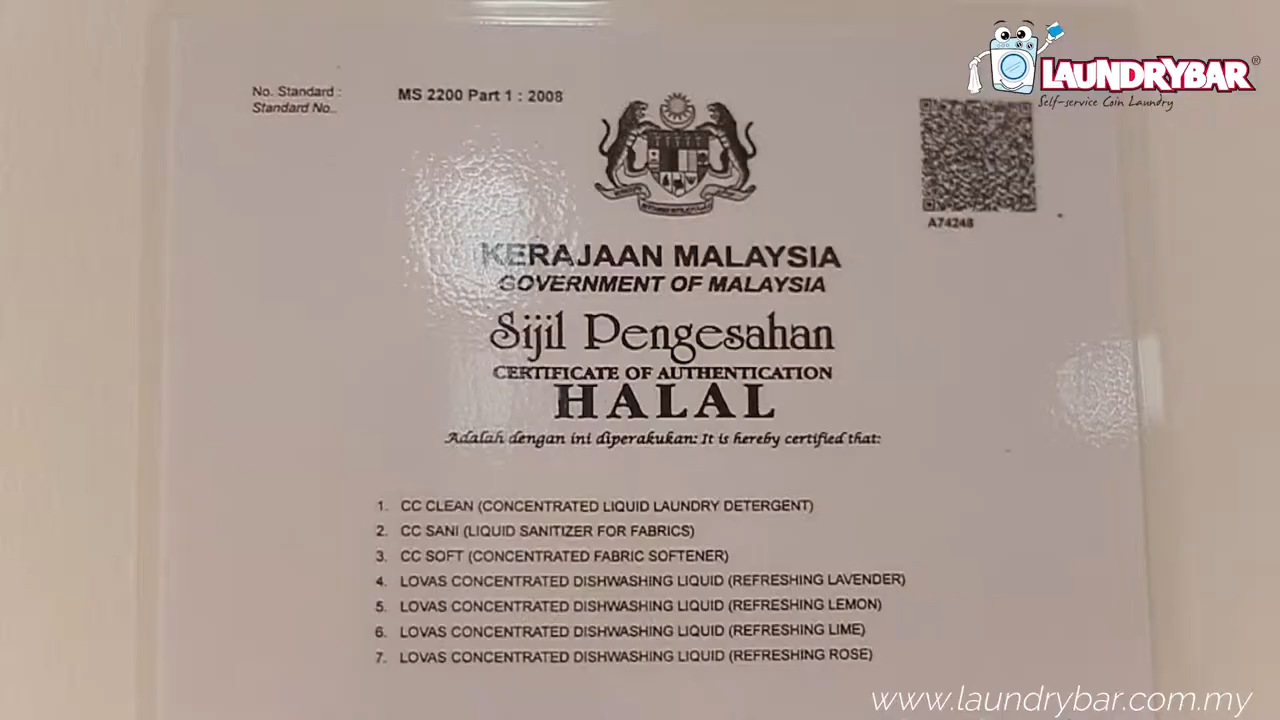 LAUNDRYBAR®
Self-service Coin Laundry
No. Standard :
Standard No..
MS 2200 Part 1 : 2008
A74248
KERAJAAN MALAYSIA
GOVERNMENT OF MALAYSIA
Sijil Pengesahan
CERTIFICATE OF AUTHENTICATION
HALAL
Adalah dengan ini diperakukan: It is hereby certified that:
1. CC CLEAN (CONCENTRATED LIQUID LAUNDRY DETERGENT)
2. CC SANI (LIQUID SANITIZER FOR FABRICS)
3. CC SOFT (CONCENTRATED FABRIC SOFTENER)
4. LOVAS CONCENTRATED DISHWASHING LIQUID (REFRESHING LAVENDER)
5. LOVAS CONCENTRATED DISHWASHING LIQUID (REFRESHING LEMON)
6. LOVAS CONCENTRATED DISHWASHING LIQUID (REFRESHING LIME)
7. LOVAS CONCENTRATED DISHWASHING LIQUID (REFRESHING ROSE)
www.laundrybar.com.my